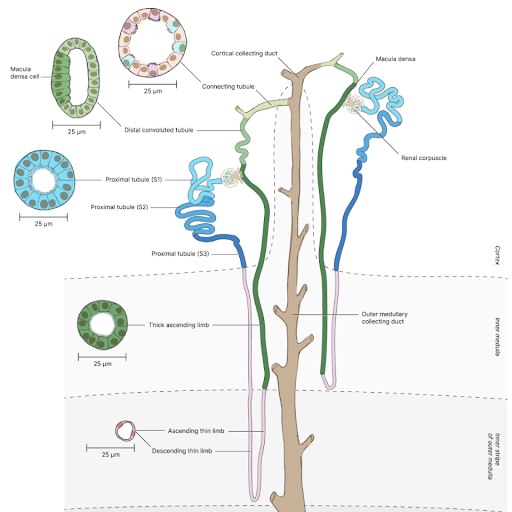 Cortical collecting duct
Macula densa
Macula
densa cell
25 µm
Connecting tubule
25 µm
Distal convoluted tubule
Renal corpuscle
Proximal tubule (S1)
Proximal tubule (S2)
25 µm
Proximal tubule (S3)
Cortex
Outer medullary
collecting duct
Inner medulla
Thick ascending limb
25 µm
Ascending thin limb
Descending thin limb
25 µm
Inner stripe
of outer medulla